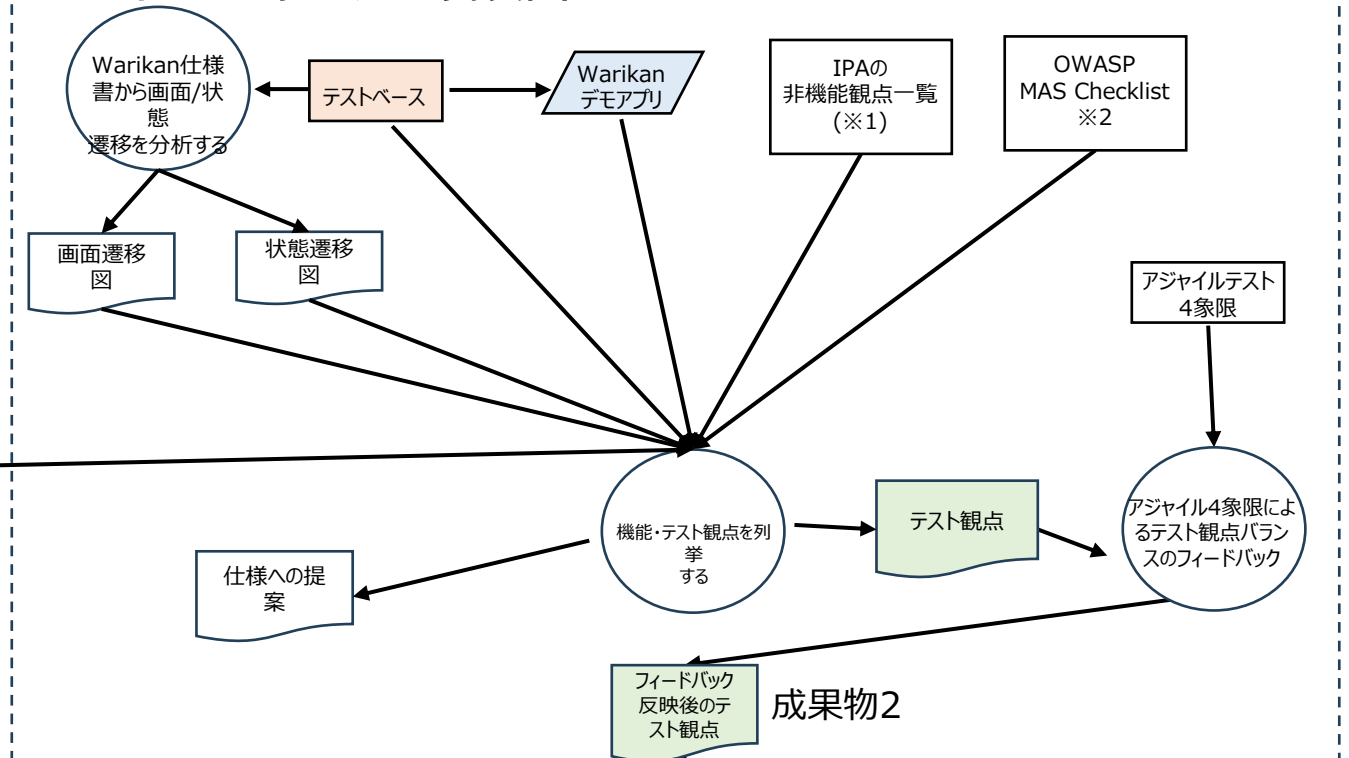 Warikan仕様
書から画面/状
態
遷移を分析する
テストベース
Warikan
デモアプリ
IPAの
非機能観点一覧
(※1)
OWASP
MAS Checklist
※2
画面遷移
図
状態遷移
図
アジャイルテスト
4象限
機能・テスト観点を列
挙
する
テスト観点
アジャイル4象限によ
るテスト観点バラン
スのフィードバック
仕様への提
案
フィードバック
反映後のテ
スト観点
成果物2